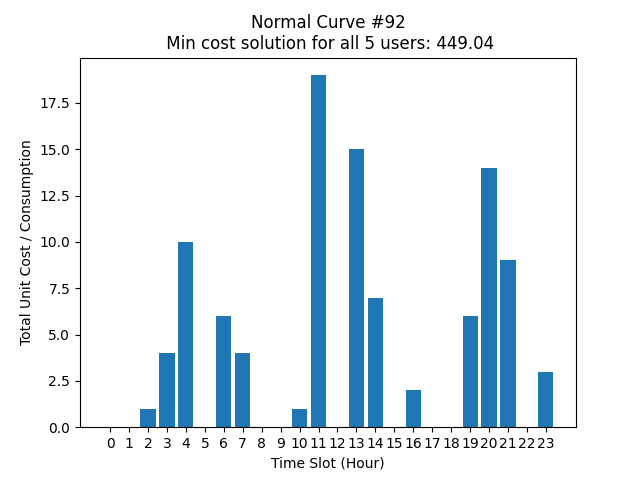 Normal Curve #92
Min cost solution for all 5 users: 449.04
Total Unit Cost / Consumption
17.5
15.0
12.5
10.0
7.5
5.0
2.5
0.0
0 1 2 3 4 5 6 7 8 9 10 11 12 13 14 15 16 17 18 19 20 21 22 23
Time Slot (Hour)